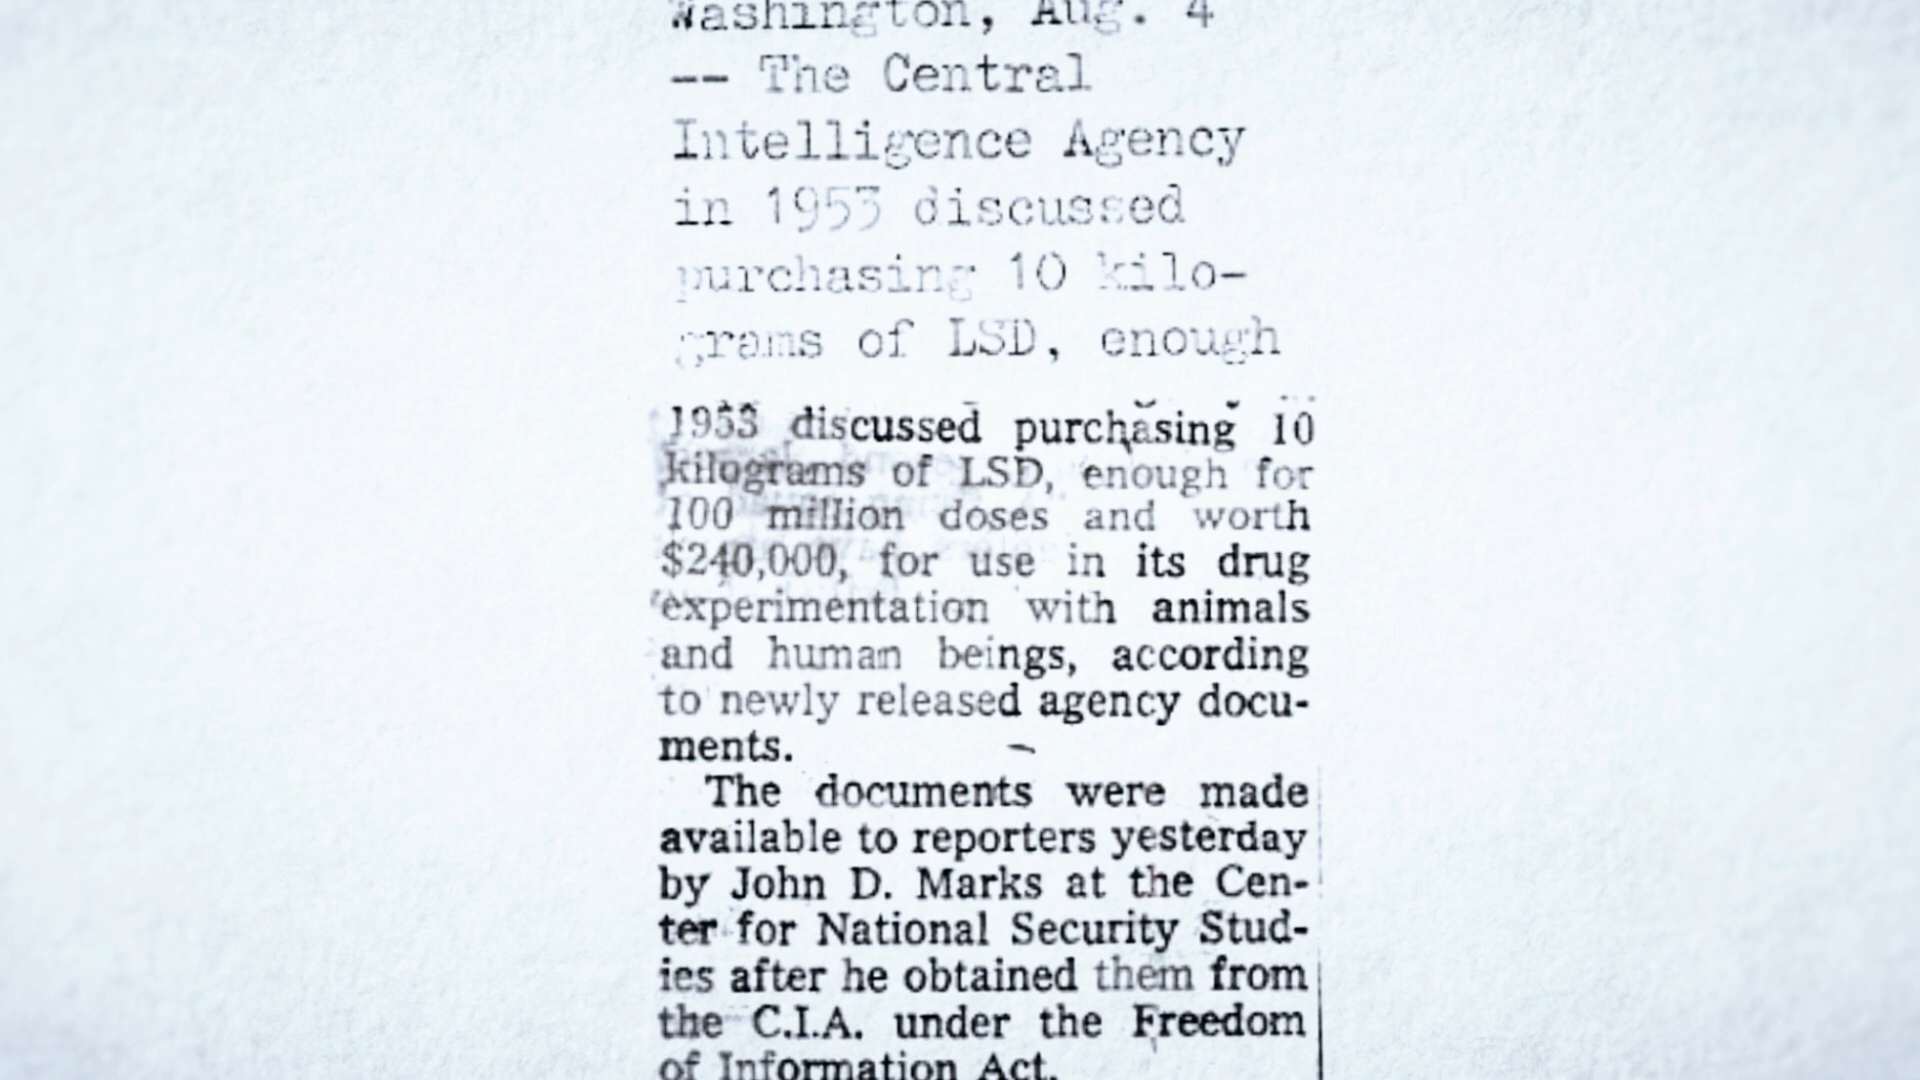 Washington, Aug. 4
-- The Central
Intelligence Agency
in 1953 discussed
purchasing 10 kilo-
grams of LSD, enough
1953 discussed purchasing 10
kilograms of LSD, enough for
100 million doses and worth
$240,000, for use in its drug
experimentation with animals
and human beings, according
to newly released agency docu-
ments.
The documents were made
available to reporters yesterday
by John D. Marks at the Cen-
ter for National Security Stud-
ies after he obtained them from
the C.I.A. under the Freedom
of Information Act.